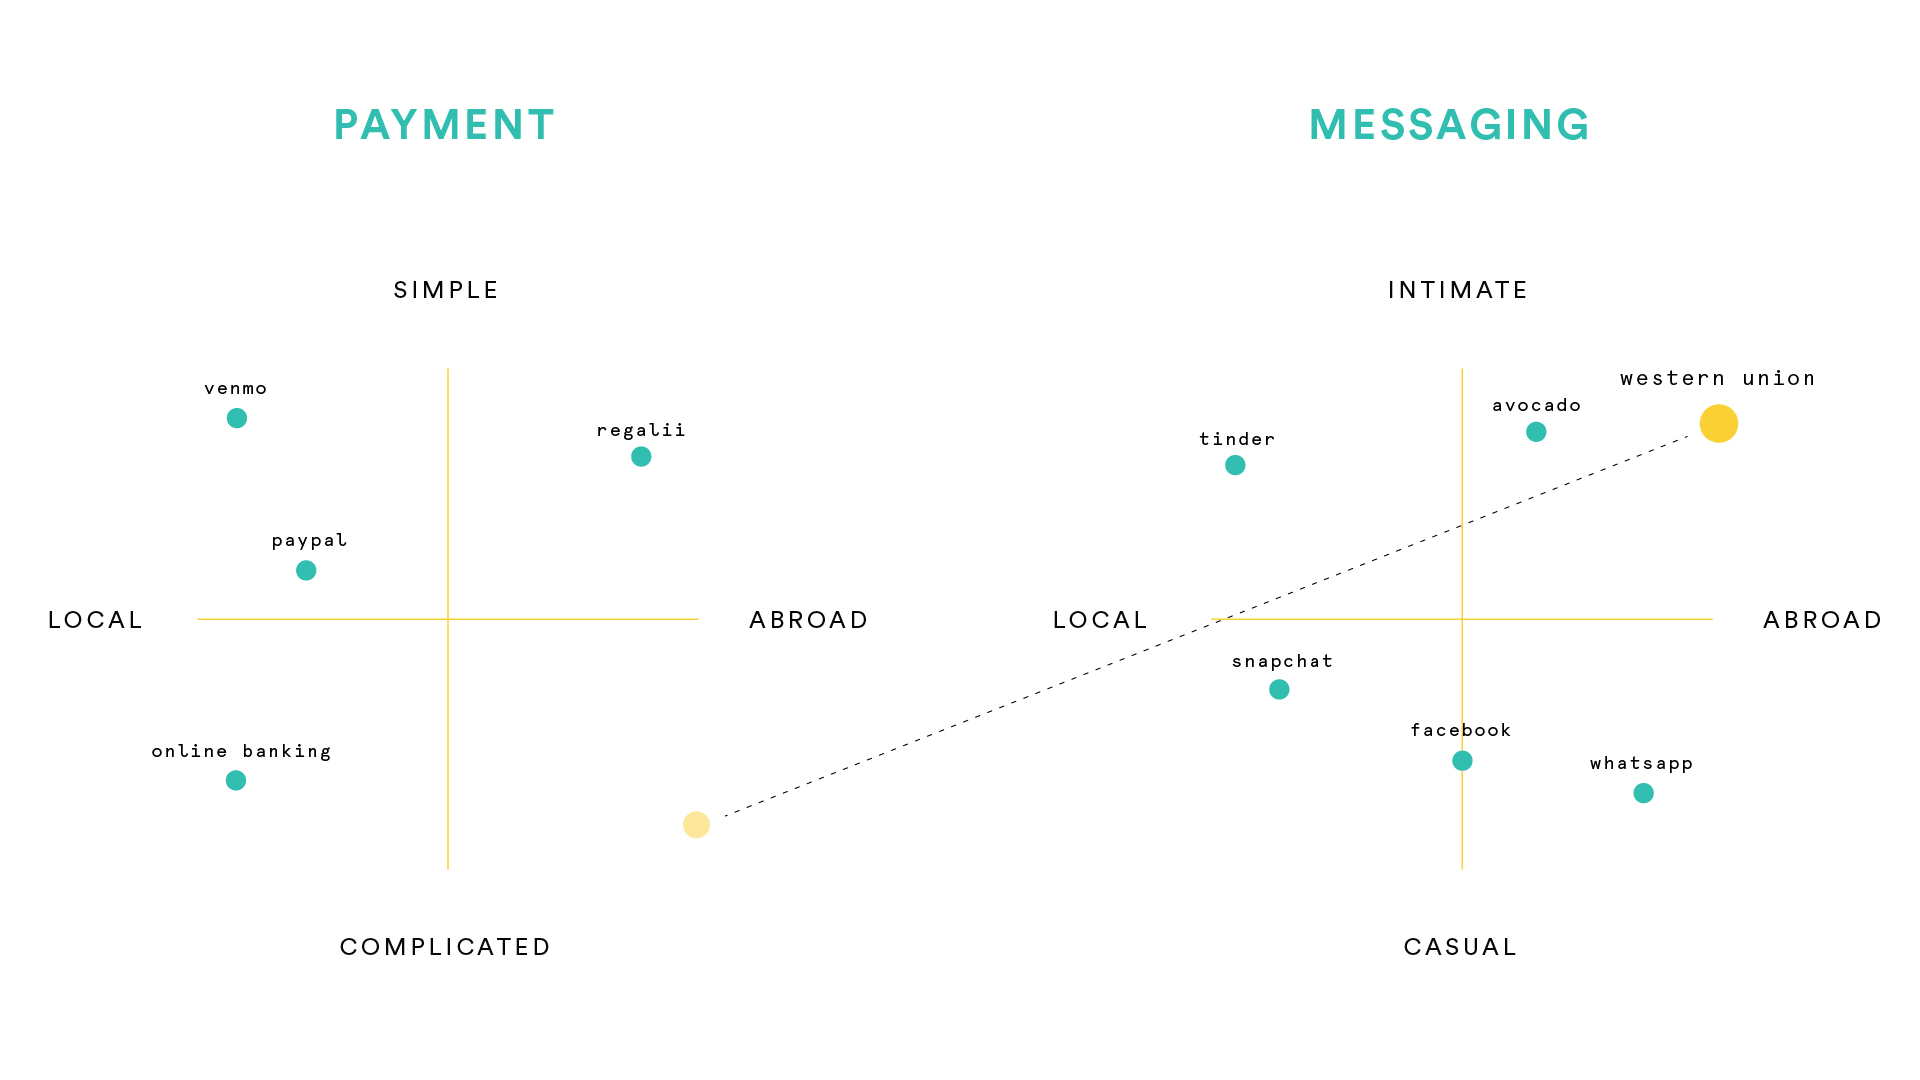 PAYMENT
SIMPLE
venmo
regalii
paypal
LOCAL
ABROAD
online banking
COMPLICATED
MESSAGING
INTIMATE
western union
avocado
tinder
LOCAL
ABROAD
snapchat
facebook
whatsapp
CASUAL